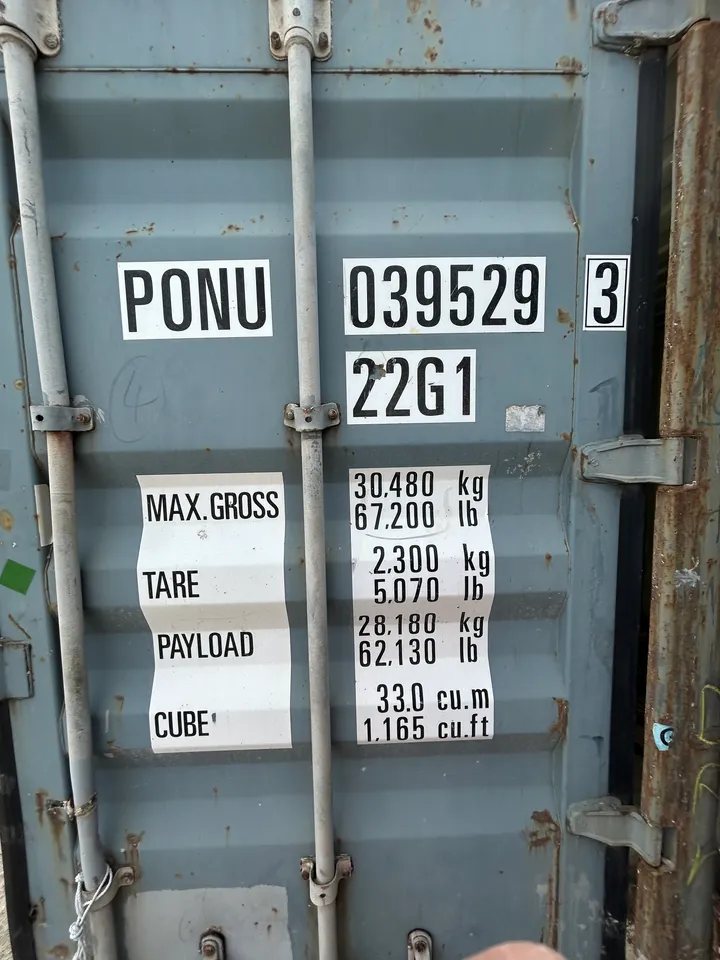 PONU 039529 3
22G1
4
MAX.GROSS 30.480 kg
67,200 lb
TARE 2,300 kg
5,070 lb
PAYLOAD 28,180 kg
62,130 lb
CUBE 33.0 cu.m
1,165 cu.ft